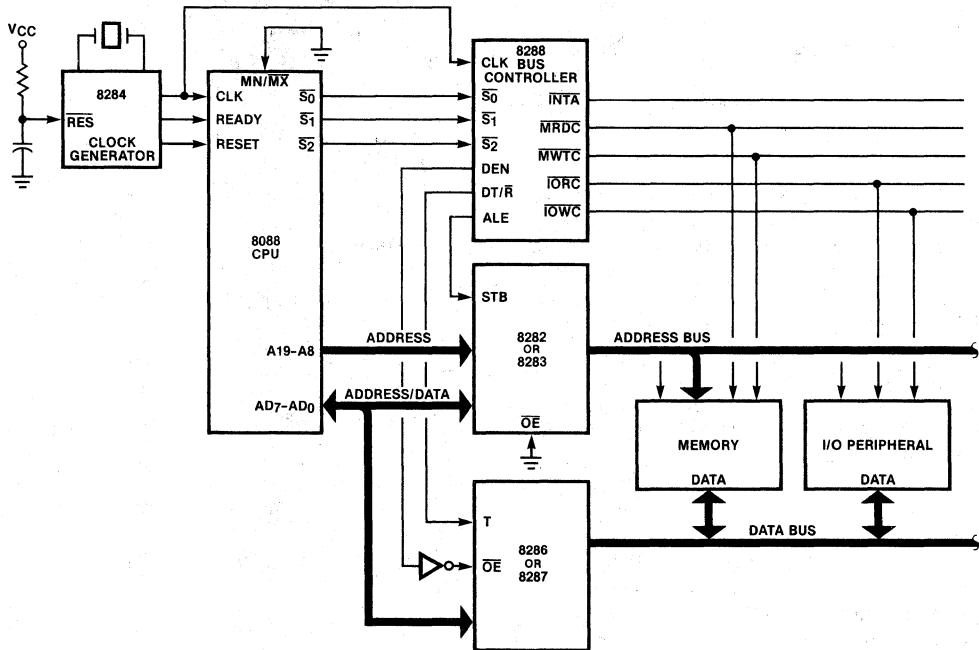 VCC
8284
RES
CLOCK
GENERATOR
MN/MX
CLK
READY
RESET
S0
S1
S2
8088
CPU
A19-A8
AD7-AD0
8288
BUS
CONTROLLER
CLK
S0
S1
S2
DEN
DT/R
ALE
INTA
MRDC
MWTC
IORC
IOWC
ADDRESS
ADDRESS/DATA
STB
8282
OR
8283
OE
ADDRESS BUS
MEMORY
DATA
I/O PERIPHERAL
DATA
DATA BUS
T
OE
8286
OR
8287